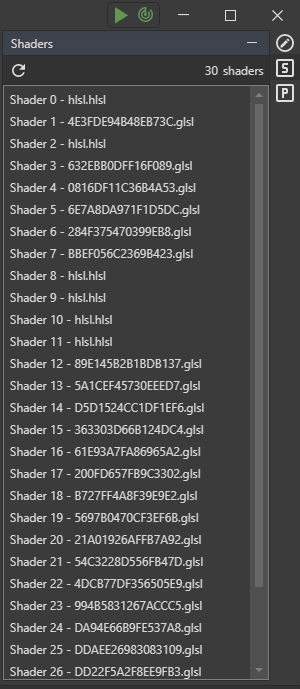 Shaders
30 shaders
Shader 0 - hlsl.hlsl
Shader 1 - 4E3FDE94B48EB73C.glsl
Shader 2 - hlsl.hlsl
Shader 3 - 632EBB0DFF16F089.glsl
Shader 4 - 0816DF11C36B4A53.glsl
Shader 5 - 6E7A8DA971F1D5DC.glsl
Shader 6 - 284F375470399EB8.glsl
Shader 7 - BBEF056C2369B423.glsl
Shader 8 - hlsl.hlsl
Shader 9 - hlsl.hlsl
Shader 10 - hlsl.hlsl
Shader 11 - hlsl.hlsl
Shader 12 - 89E145B2B1BDB137.glsl
Shader 13 - 5A1CEF45730EEED7.glsl
Shader 14 - D5D1524CC1DF1EF6.glsl
Shader 15 - 363303D66B124DC4.glsl
Shader 16 - 61E93A7FA86965A2.glsl
Shader 17 - 200FD657FB9C3302.glsl
Shader 18 - B727FF4A8F39E9E2.glsl
Shader 19 - 5697B0470CF3EF6B.glsl
Shader 20 - 21A01926AFFB7A92.glsl
Shader 21 - 54C3228D556FB47D.glsl
Shader 22 - 4DCB77DF356505E9.glsl
Shader 23 - 994B5831267ACCC5.glsl
Shader 24 - DA94E66B9FE537A8.glsl
Shader 25 - DDAEE26983083109.glsl
Shader 26 - DD22F5A2F8EE9FB3.glsl
S
P